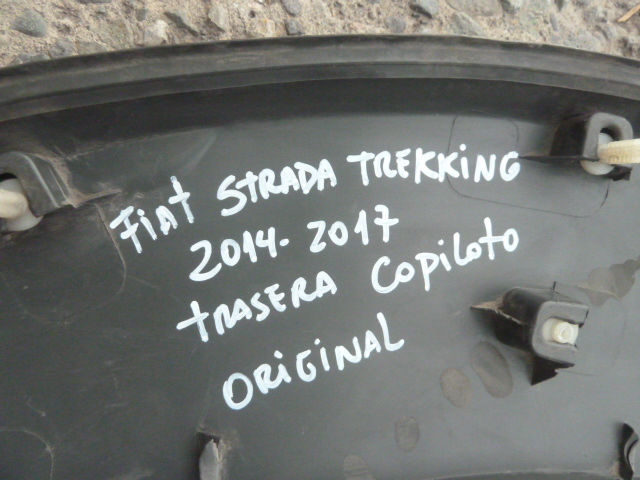 Fiat STRADA TREKKING
2014-2017
trASERA Copiloto
ORIGINAL